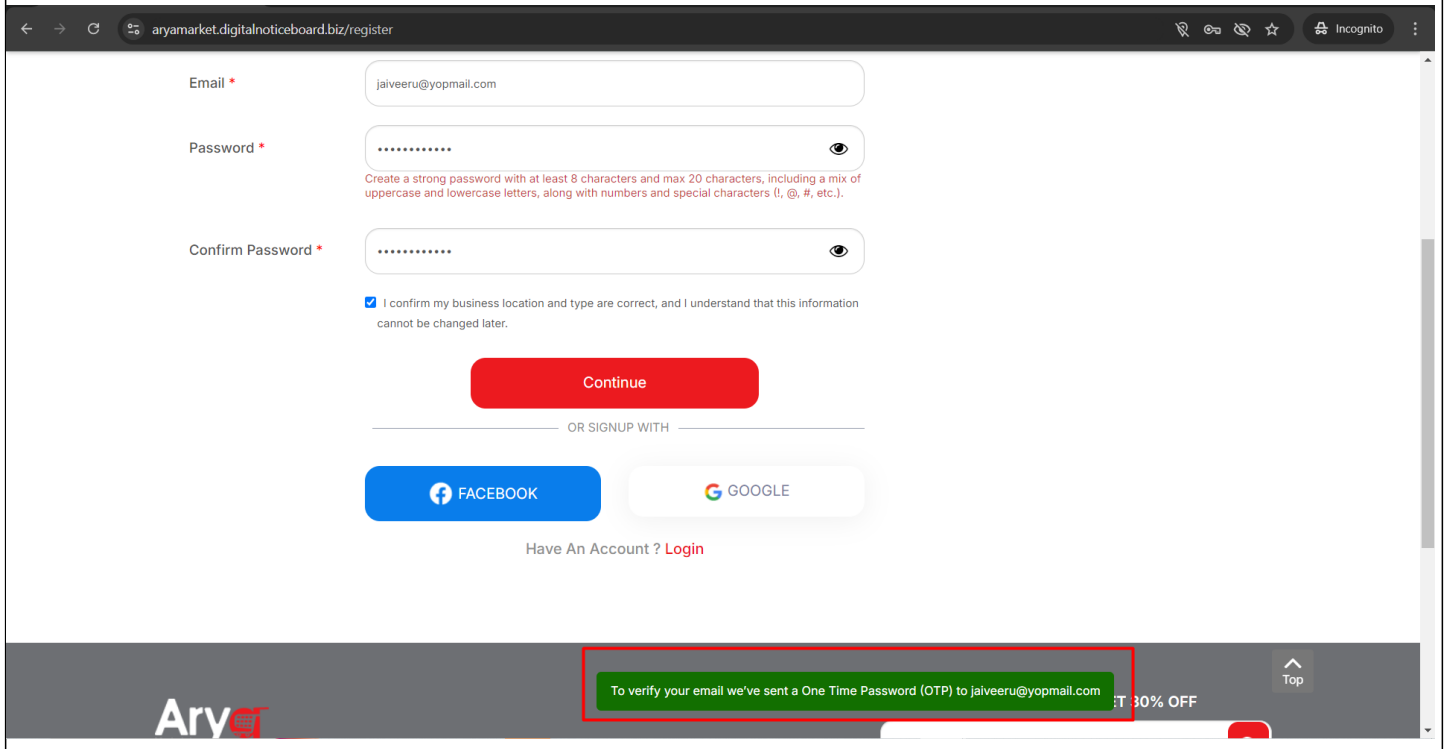 aryamarket.digitalnoticeboard.biz/register
Incognito
Email *
jaiveeru@yopmail.com
Password *
Create a strong password with at least 8 characters and max 20 characters, including a mix of
uppercase and lowercase letters, along with numbers and special characters (!, @, #, etc.).
Confirm Password *
I confirm my business location and type are correct, and I understand that this information
cannot be changed later.
Continue
OR SIGNUP WITH
FACEBOOK
GOOGLE
Have An Account ? Login
Top
To verify your email we've sent a One Time Password (OTP) to jaiveeru@yopmail.com
30% OFF
Arya